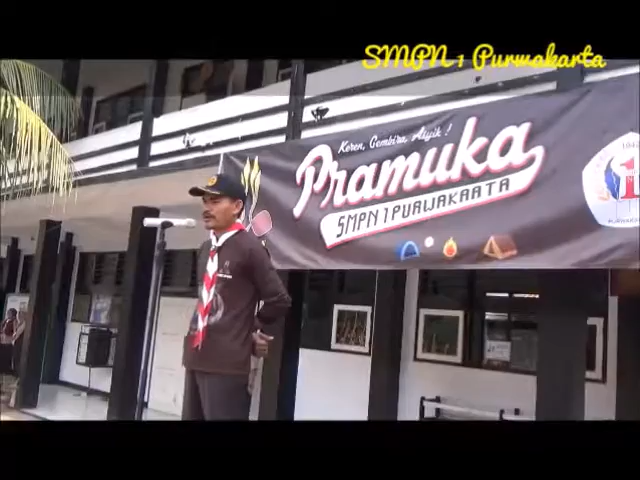 SMPN 1 Purwakarta
Keren, Gembira, Asyik!
Pramuka
SMPN 1 PURWAKARTA